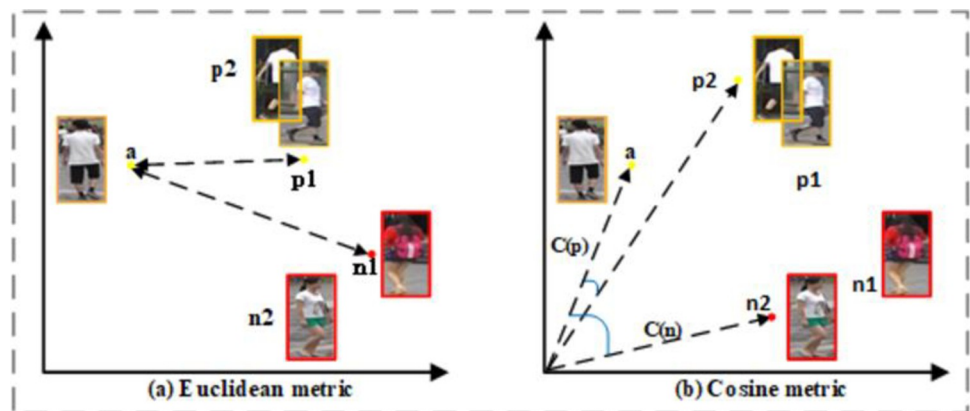 p2
a
p1
n1
n2
(a) Euclidean metric
p2
a
p1
C(p)
n1
n2
C(n)
(b) Cosine metric